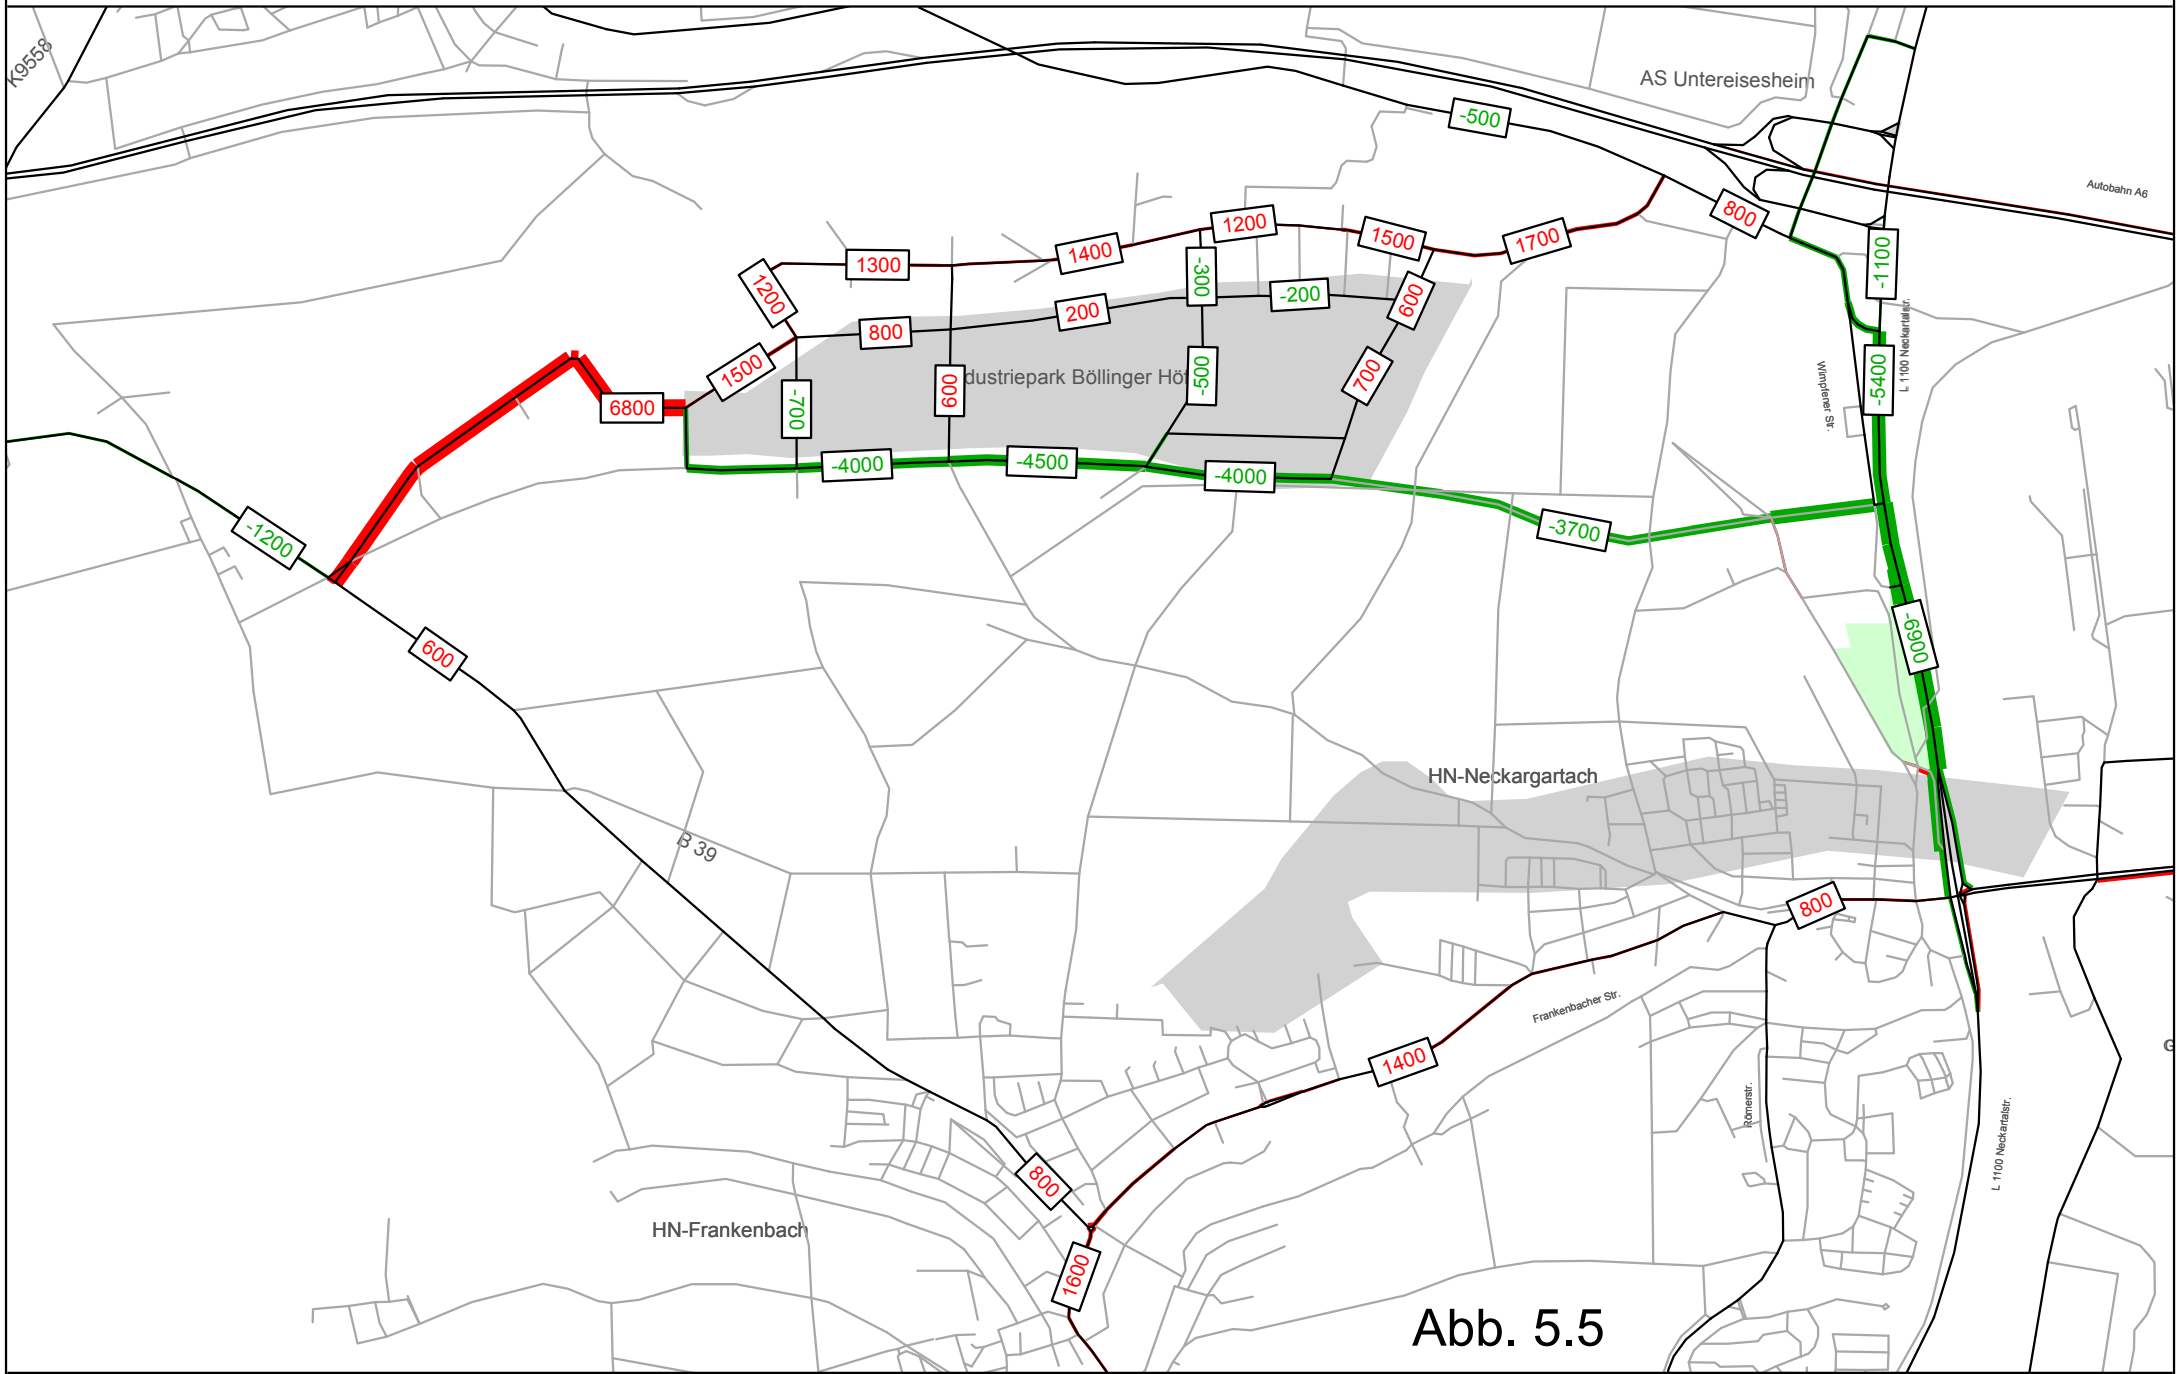 K9558
AS Untereisesheim
-500
Autobahn A6
800
1200
1500
1700
1400
-300
-1100
1300
1200
-200
600
200
800
L 1100 Neckartalstr.
1500
dustriepark Böllinger Höf
-500
700
-5400
Wimpfener Str.
6800
-700
600
-4000
-4500
-4000
-3700
-1200
-6900
600
HN-Neckargartach
B 39
800
Frankenbacher Str.
1400
G
Römerstr.
L 1100 Neckartalstr.
800
HN-Frankenbach
1600
Abb. 5.5